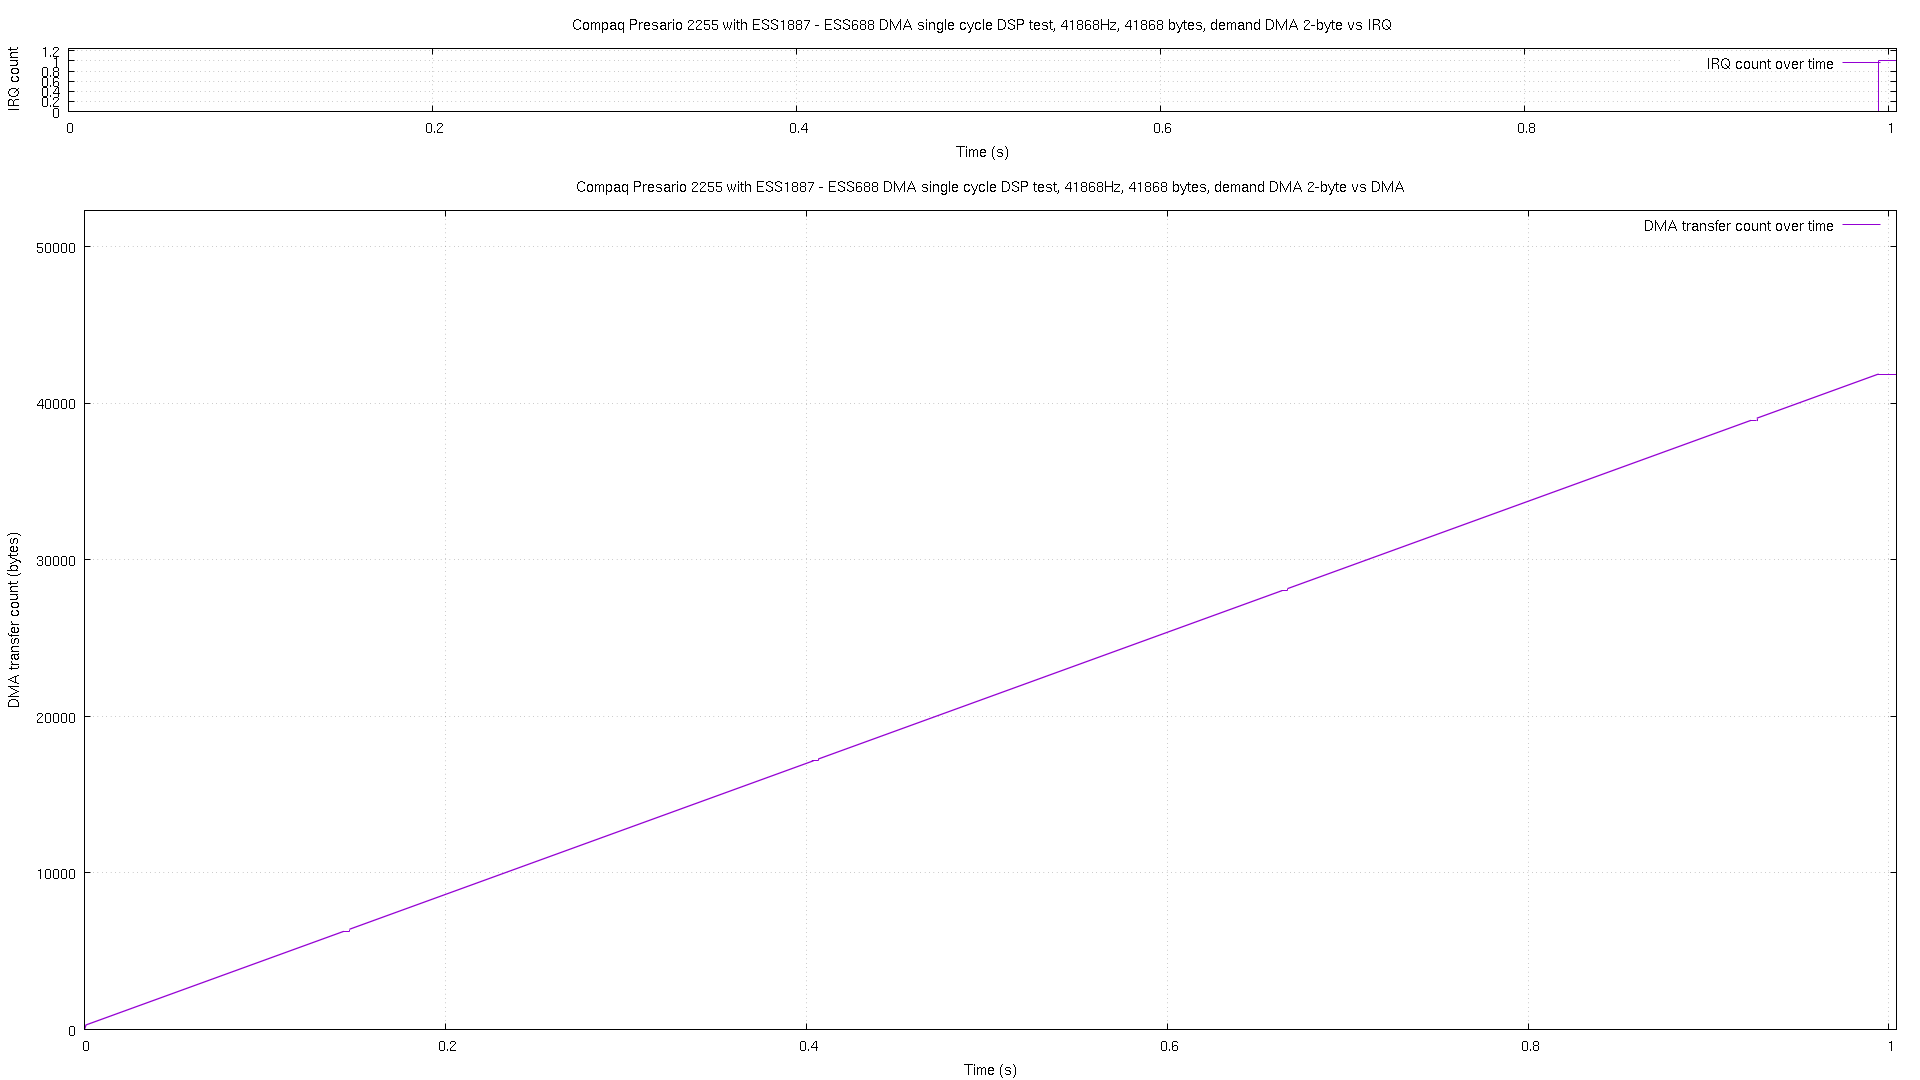 Compaq Presario 2255 with ESS1887 - ESS688 DMA single cycle DSP test, 41868Hz, 41868 bytes, demand DMA 2-byte vs IRQ
IRQ count
1.2
1
0.8
0.6
0.4
0.2
0
IRQ count over time
0 0.2 0.4 0.6 0.8 1
Time (s)
Compaq Presario 2255 with ESS1887 - ESS688 DMA single cycle DSP test, 41868Hz, 41868 bytes, demand DMA 2-byte vs DMA
DMA transfer count over time
DMA transfer count (bytes)
50000
40000
30000
20000
10000
0
0 0.2 0.4 0.6 0.8 1
Time (s)